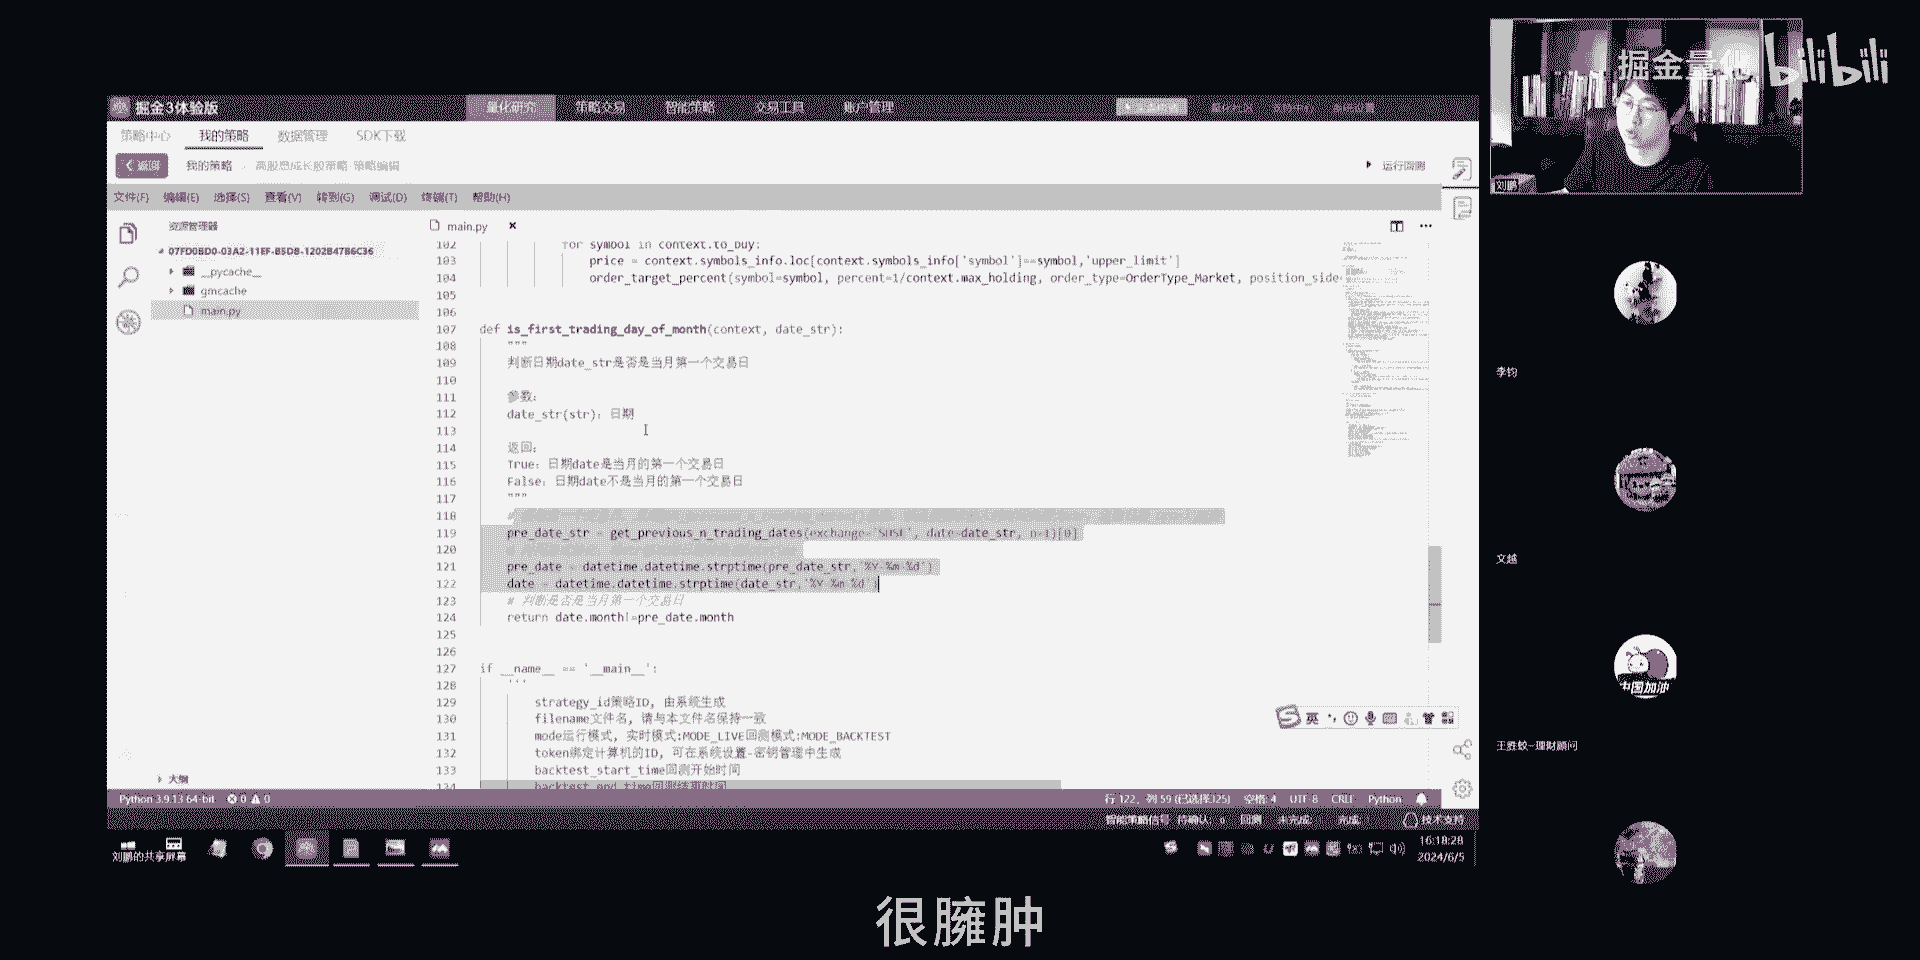 掘金量化 bilibili
掘金3体验版
量化研究 策略交易 智能策略 交易工具 账户管理
策略中心 我的策略 数据管理 SDK下载
返回 我的策略 高股息成长股策略 策略编辑 运行回测
文件(F) 编辑(E) 选择(S) 查看(V) 转到(G) 调试(D) 终端(T) 帮助(H)
资源管理器 main.py
07FD0BD0-03A2-11EF-B5DB-1202B47B6C36
__pycache__
gmcache
main.py
102 for symbol in context.to_buy:
103 price = context.symbols_info.loc[context.symbols_info['symbol']==symbol,'upper_limit']
104 order_target_percent(symbol=symbol, percent=1/context.max_holding, order_type=OrderType_Market, position_side=
105
106
107 def is_first_trading_day_of_month(context, date_str):
108 """
109 判断日期date_str是否是当月第一个交易日
110
111 参数:
112 date_str(str): 日期
113
114 返回:
115 True: 日期date是当月的第一个交易日
116 False: 日期date不是当月的第一个交易日
117 """
118 #
119 pre_date_str = get_previous_n_trading_dates(exchange='SHSE', date=date_str, n=1)[0]
120
121 pre_date = datetime.datetime.strptime(pre_date_str,'%Y-%m-%d')
122 date = datetime.datetime.strptime(date_str,'%Y-%m-%d')
123 # 判断是否是当月第一个交易日
124 return date.month!=pre_date.month
125
126
127 if __name__ == '__main__':
128 '''
129 strategy_id策略ID, 由系统生成
130 filename文件名, 请与本文件名保持一致
131 mode运行模式, 实时模式:MODE_LIVE回测模式:MODE_BACKTEST
132 token绑定计算机的ID, 可在系统设置-密钥管理中生成
133 backtest_start_time回测开始时间
134 backtest_end_time回测结束时间
英
大纲
Python 3.9.13 64-bit 0 0 行 122, 列 59 (已选择325) 空格: 4 UTF-8 CRLF Python
智能策略信号 待确认: 0 回测 未完成: 完成: 技术支持
刘鹏的共享屏幕
16:18:28
2024/6/5
刘鹏
李钧
文越
中国加油
王胜蛟-理财顾问
很臃肿